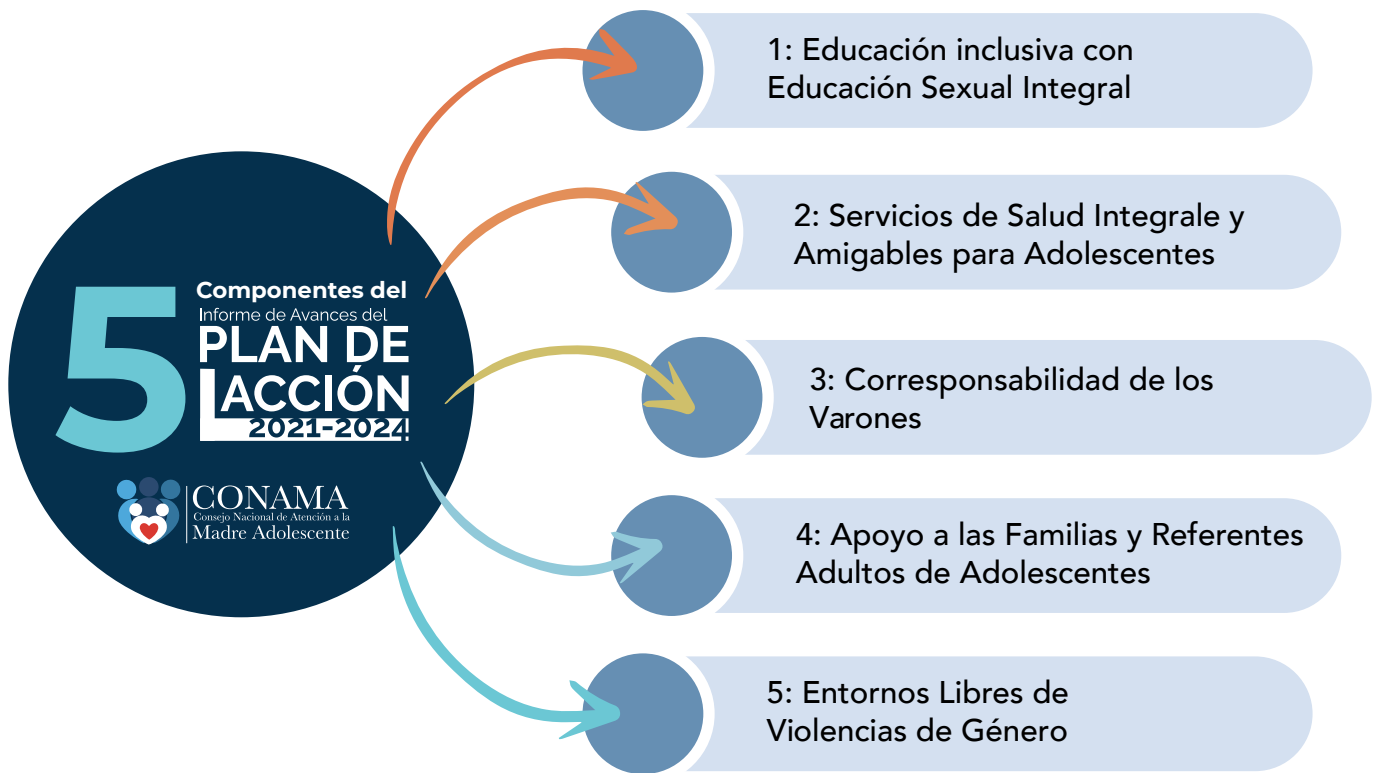 5
Componentes del
Informe de Avances del
PLAN DE
ACCIÓN
2021-2024
CONAMA
Consejo Nacional de Atención a la
Madre Adolescente
1: Educación inclusiva con
Educación Sexual Integral
2: Servicios de Salud Integrale y
Amigables para Adolescentes
3: Corresponsabilidad de los
Varones
4: Apoyo a las Familias y Referentes
Adultos de Adolescentes
5: Entornos Libres de
Violencias de Género